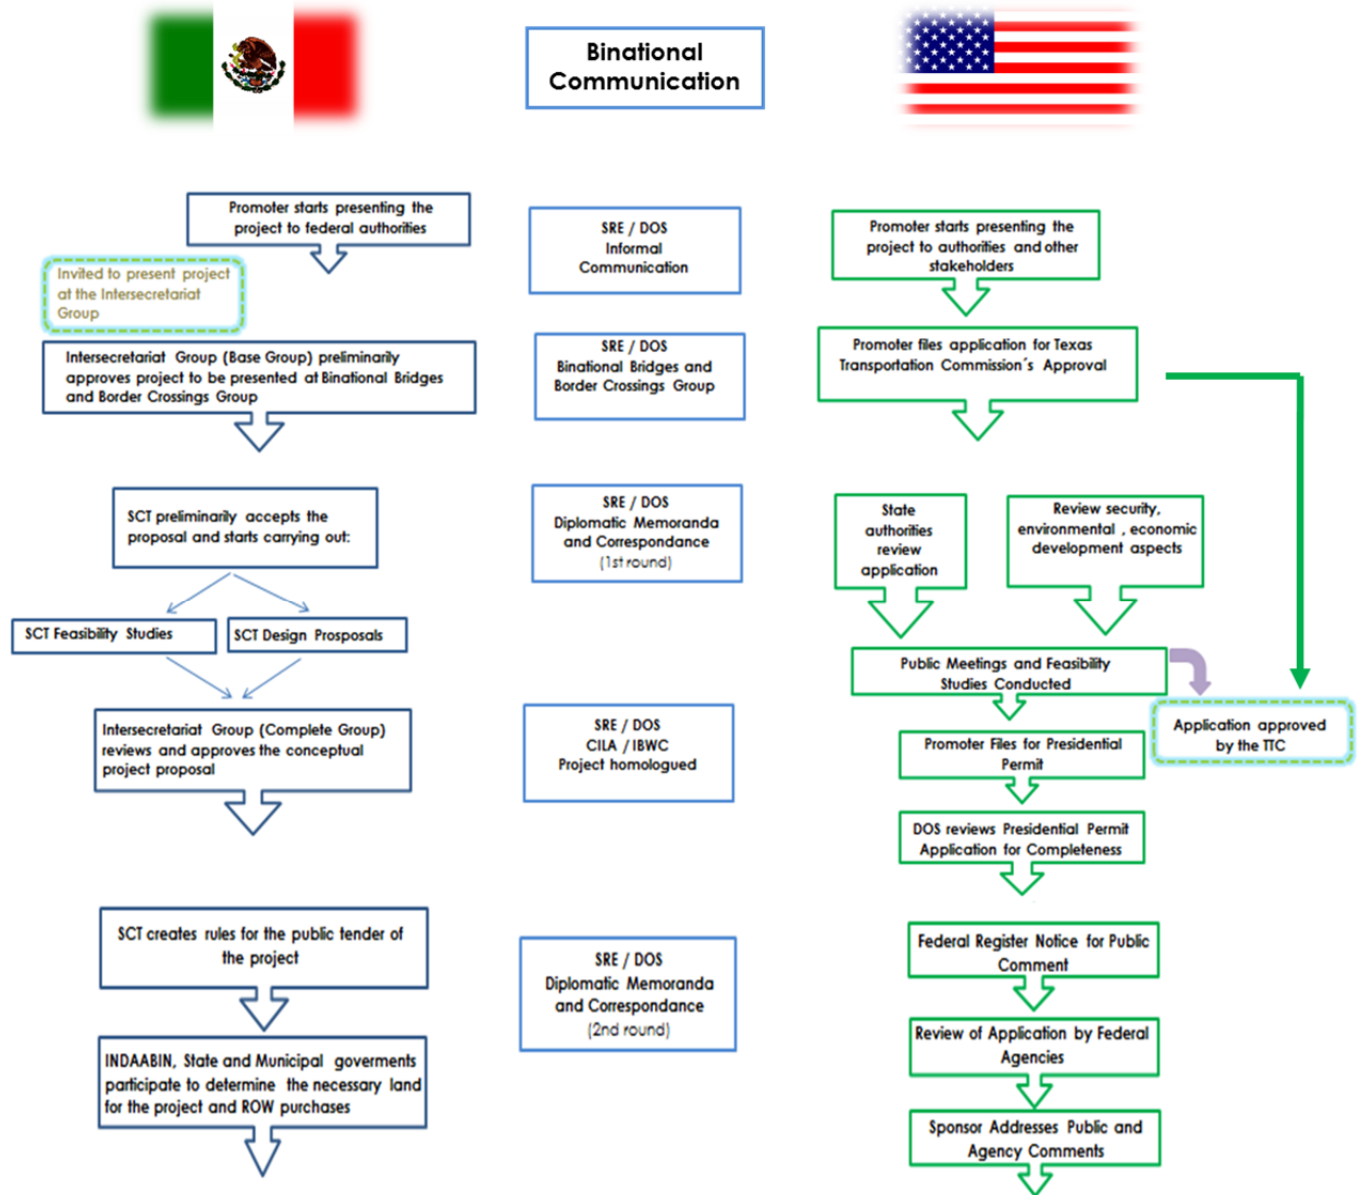 Binational
Communication
Promoter starts presenting the
project to federal authorities
Invited to present project
at the Intersecretariat
Group
Intersecretariat Group (Base Group) preliminarily
approves project to be presented at Binational Bridges
and Border Crossings Group
SCT preliminarily accepts the
proposal and starts carrying out:
SCT Feasibility Studies
SCT Design Prosposals
Intersecretariat Group (Complete Group)
reviews and approves the conceptual
project proposal
SCT creates rules for the public tender of
the project
INDAABIN, State and Municipal goverments
participate to determine the necessary land
for the project and ROW purchases
SRE / DOS
Informal
Communication
SRE / DOS
Binational Bridges and
Border Crossings Group
SRE / DOS
Diplomatic Memoranda
and Correspondance
(1st round)
SRE / DOS
CILA / IBWC
Project homologued
SRE / DOS
Diplomatic Memoranda
and Correspondance
(2nd round)
Promoter starts presenting the
project to authorities and other
stakeholders
Promoter files application for Texas
Transportation Commission´s Approval
State
authorities
review
application
Review security,
environmental , economic
development aspects
Public Meetings and Feasibility
Studies Conducted
Application approved
by the TTC
Promoter Files for Presidential
Permit
DOS reviews Presidential Permit
Application for Completeness
Federal Register Notice for Public
Comment
Review of Application by Federal
Agencies
Sponsor Addresses Public and
Agency Comments